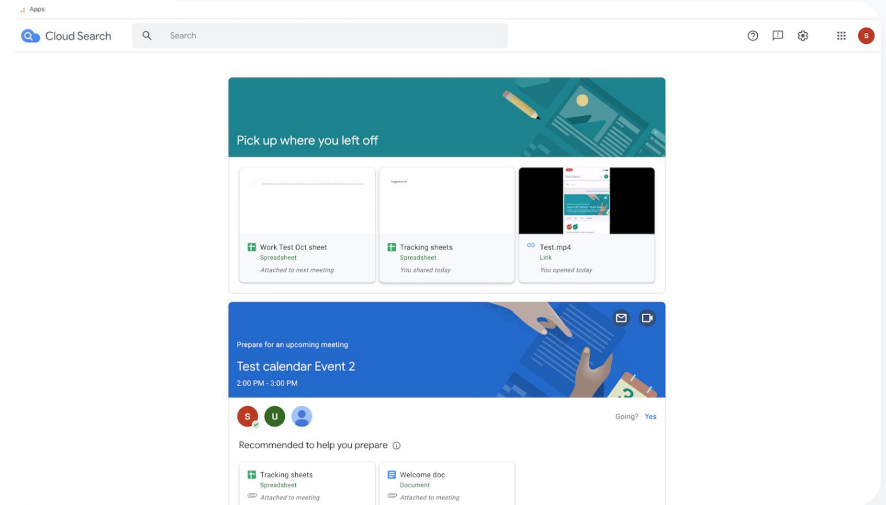 Apps
Cloud Search
Search
S
Pick up where you left off
Work Test Oct sheet
Spreadsheet
Attached to next meeting
Tracking sheets
Spreadsheet
You shared today
Test.mp4
Link
You opened today
Prepare for an upcoming meeting
Test calendar Event 2
2:00 PM - 3:00 PM
S
U
Going? Yes
Recommended to help you prepare
Tracking sheets
Spreadsheet
Attached to meeting
Welcome doc
Document
Attached to meeting